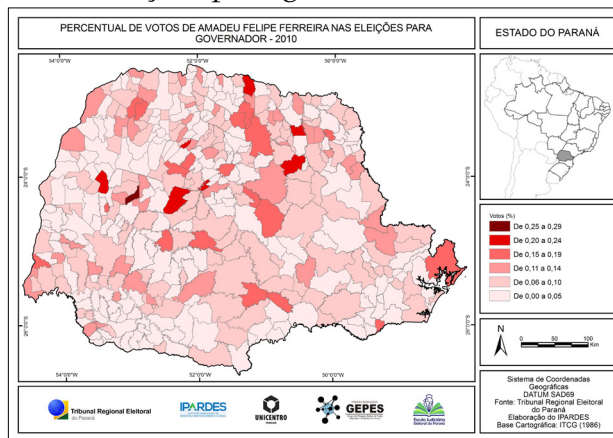 PERCENTUAL DE VOTOS DE AMADEU FELIPE FERREIRA NAS ELEIÇÕES PARA
GOVERNADOR - 2010
ESTADO DO PARANÁ
54°0'0"W
52°0'0"W
50°0'0"W
24°0'0"S
24°0'0"S
26°0'0"S
26°0'0"S
54°0'0"W
52°0'0"W
50°0'0"W
Votos (%)
De 0,25 a 0,29
De 0,20 a 0,24
De 0,15 a 0,19
De 0,11 a 0,14
De 0,06 a 0,10
De 0,00 a 0,05
N
0
50
100
Km
Sistema de Coordenadas
Geográficas
DATUM SAD69
Fonte: Tribunal Regional Eleitoral
do Paraná
Elaboração do IPARDES
Base Cartográfica: ITCG (1986)
Tribunal Regional Eleitoral
do Paraná
IPARDES
UNICENTRO
PARANÁ
GEPES
Escola Judiciária
Eleitoral do Paraná